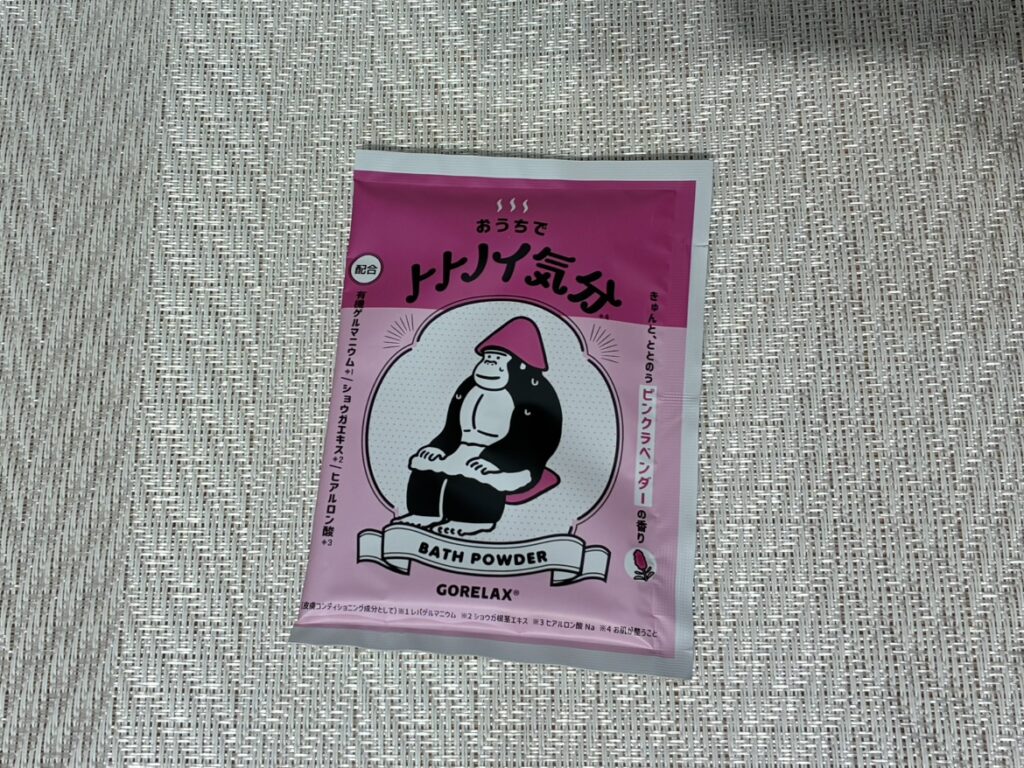 おうちで
トトノイ気分
※4
配合
有機ゲルマニウム※1/ショウガエキス※2/ヒアルロン酸※3
きゅんと、ととのう ピンクラベンダーの香り
BATH POWDER
GORELAX®
(皮膚コンディショニング成分として)※1 レパゲルマニウム ※2 ショウガ根茎エキス ※3 ヒアルロン酸 Na ※4 お肌が整うこと